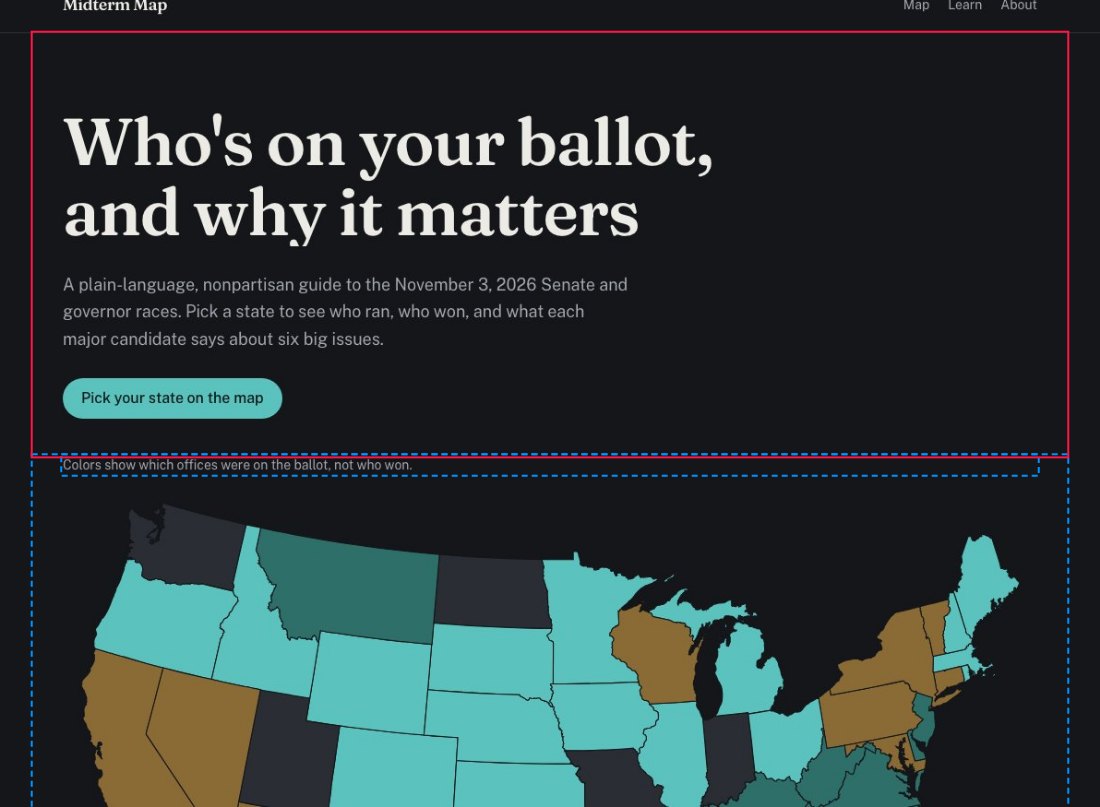 Midterm Map
Map Learn About
Who's on your ballot,
and why it matters
A plain-language, nonpartisan guide to the November 3, 2026 Senate and
governor races. Pick a state to see who ran, who won, and what each
major candidate says about six big issues.
Pick your state on the map
Colors show which offices were on the ballot, not who won.